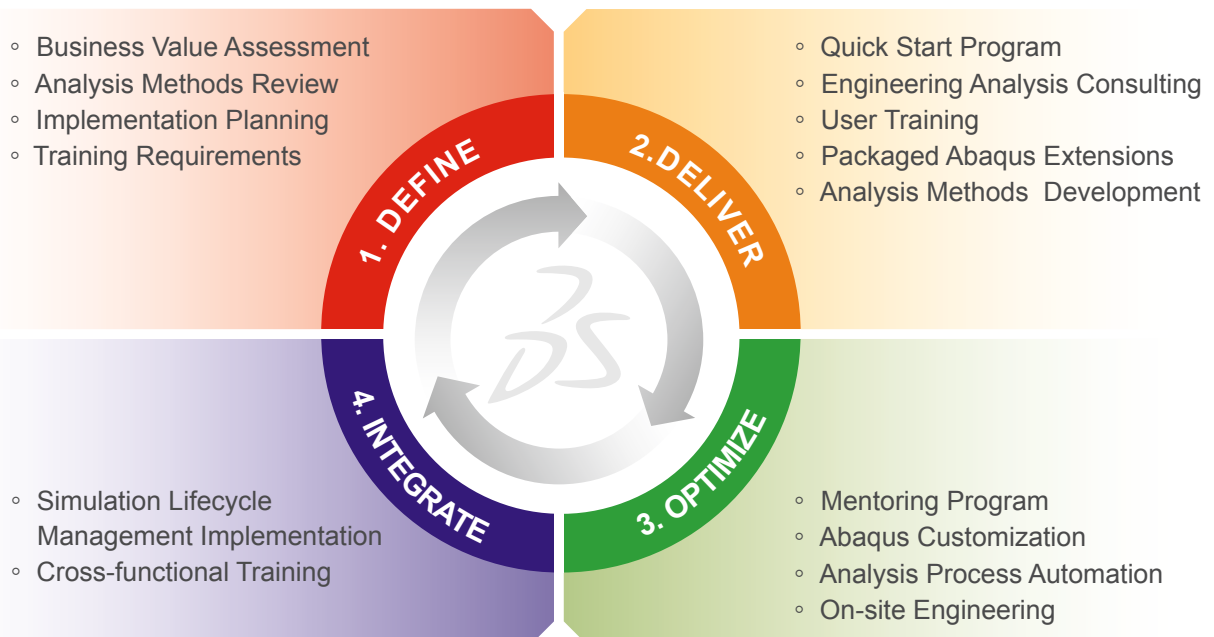 Business Value Assessment
Analysis Methods Review
Implementation Planning
Training Requirements
1. DEFINE
2.DELIVER
Quick Start Program
Engineering Analysis Consulting
User Training
Packaged Abaqus Extensions
Analysis Methods Development
DS
4. INTEGRATE
Simulation Lifecycle
Management Implementation
Cross-functional Training
3. OPTIMIZE
Mentoring Program
Abaqus Customization
Analysis Process Automation
On-site Engineering